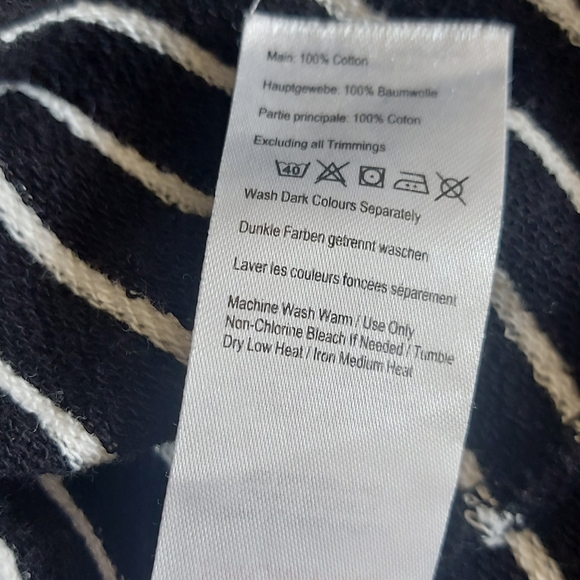 Main: 100% Cotton
Hauptgewebe: 100% Baumwolle
Partie principale: 100% Coton
Excluding all Trimmings
40
Wash Dark Colours Separately
Dunkle Farben getrennt waschen
Laver les couleurs foncées séparément
Machine Wash Warm / Use Only
Non-Chlorine Bleach If Needed / Tumble
Dry Low Heat / Iron Medium Heat